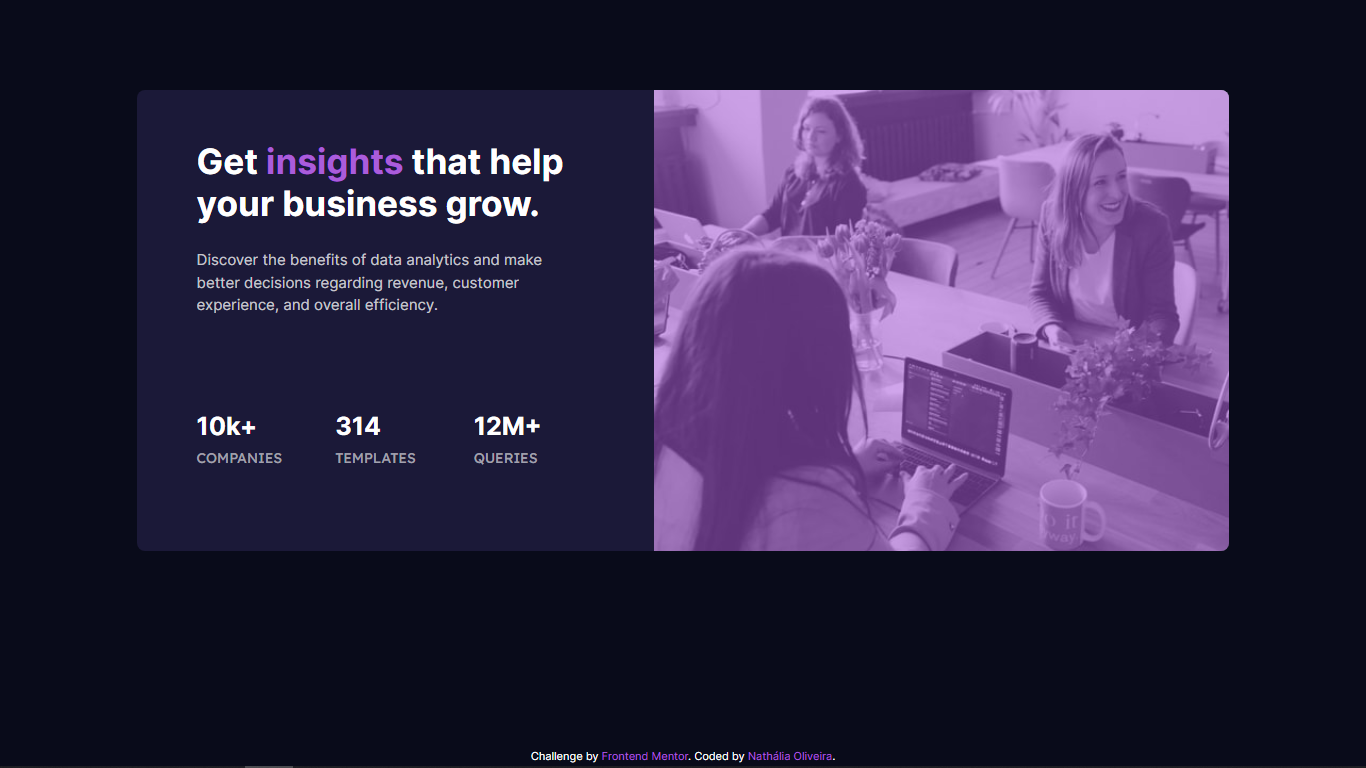 Get insights that help
your business grow.
Discover the benefits of data analytics and make
better decisions regarding revenue, customer
experience, and overall efficiency.
10k+ 314 12M+
COMPANIES TEMPLATES QUERIES
Challenge by Frontend Mentor. Coded by Nathália Oliveira.